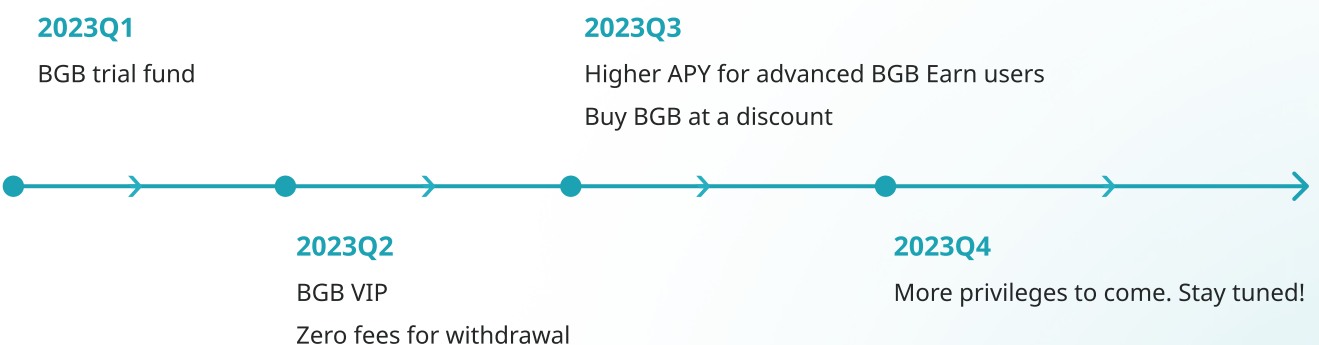 2023Q1
BGB trial fund
2023Q2
BGB VIP
Zero fees for withdrawal
2023Q3
Higher APY for advanced BGB Earn users
Buy BGB at a discount
2023Q4
More privileges to come. Stay tuned!